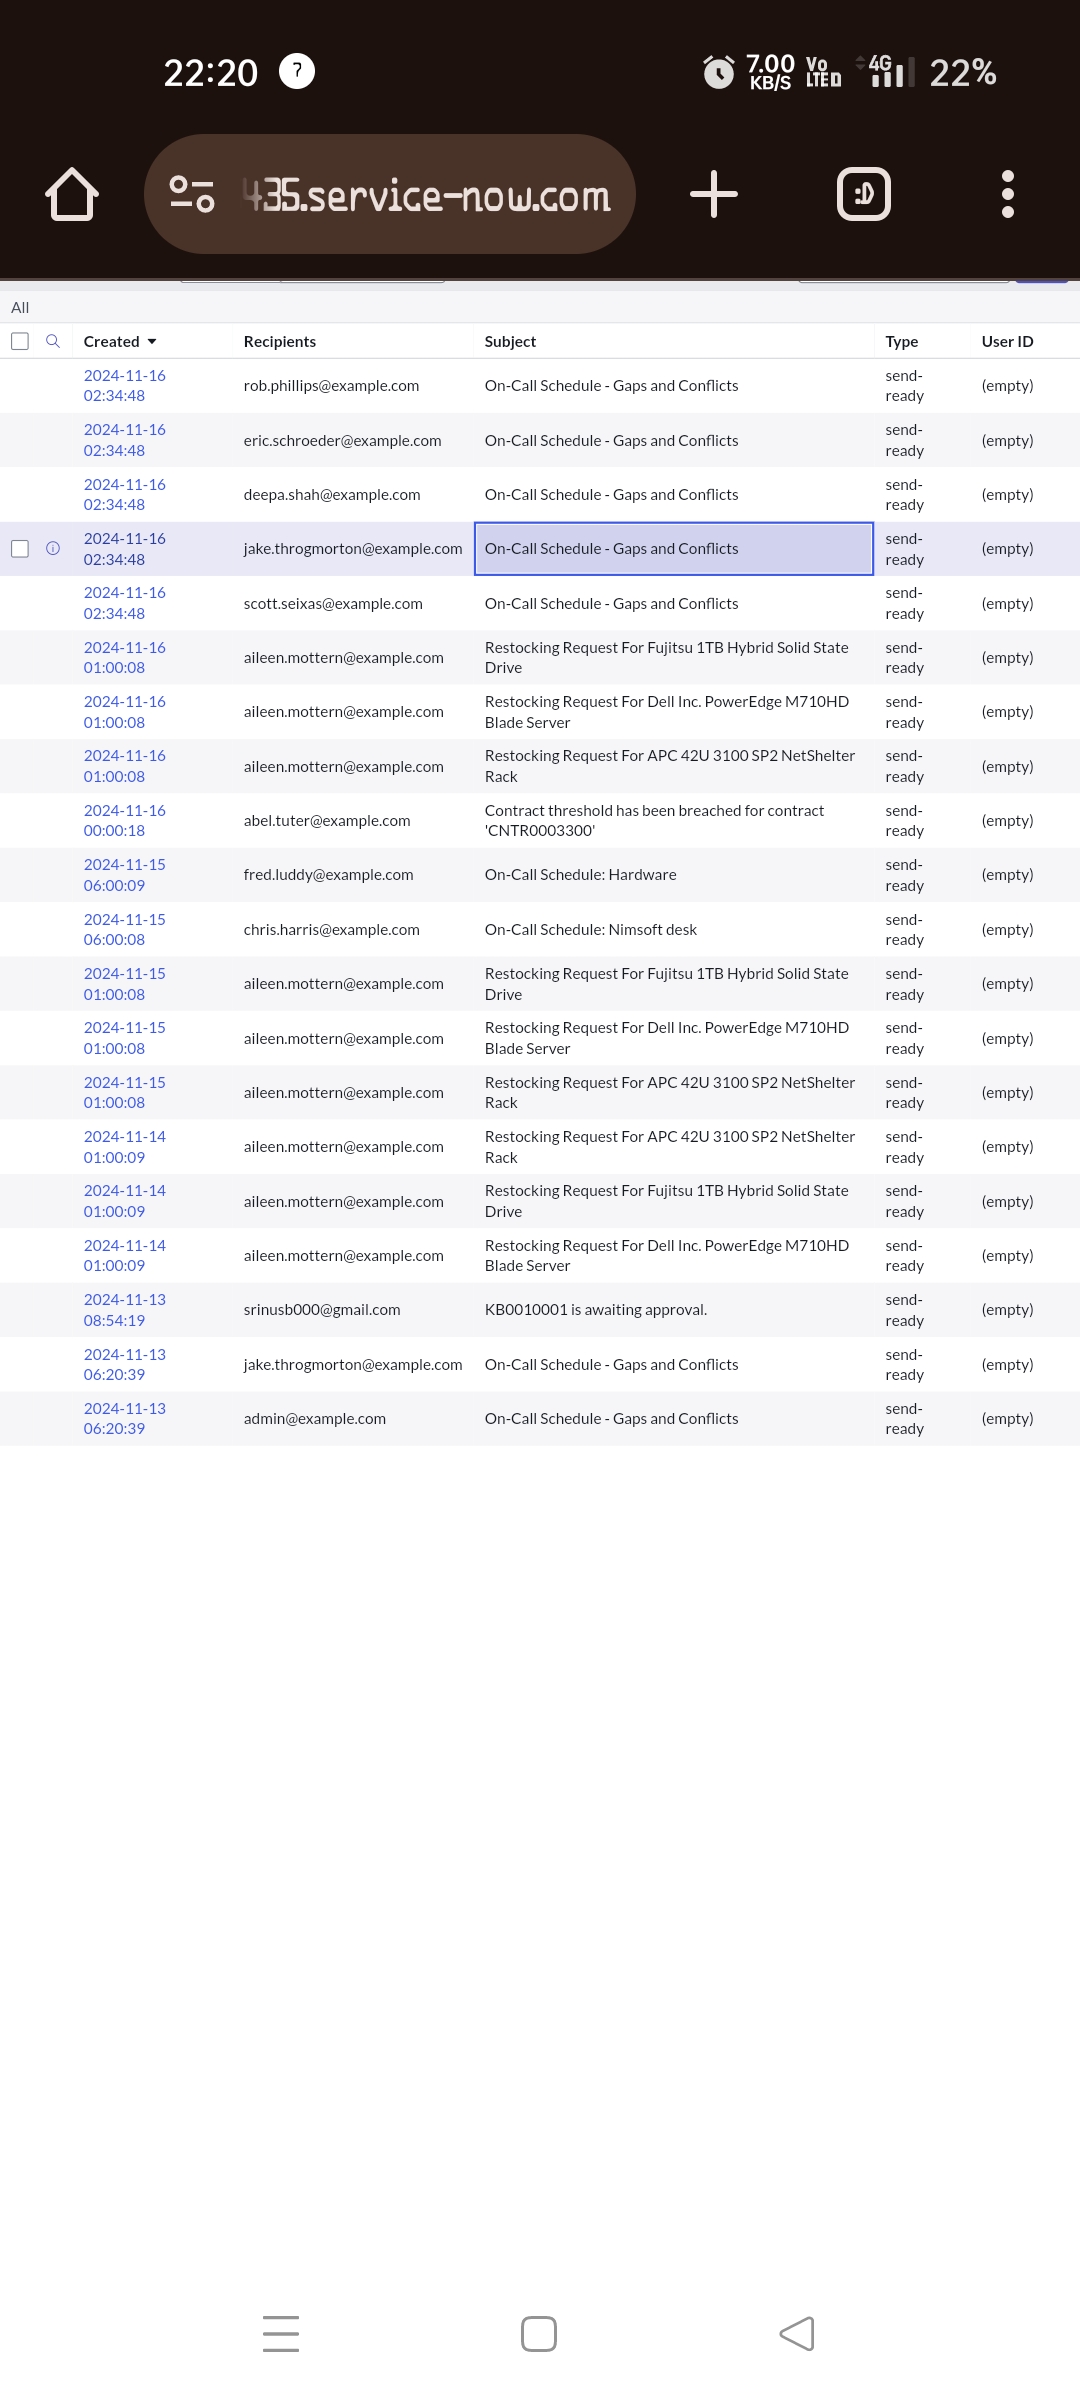 22:20 ? 7.00 KB/S Vo LTE D 4G 22%
435.service-now.com :D
All
Created ▼ Recipients Subject Type User ID
2024-11-16 02:34:48 rob.phillips@example.com On-Call Schedule - Gaps and Conflicts send-ready (empty)
2024-11-16 02:34:48 eric.schroeder@example.com On-Call Schedule - Gaps and Conflicts send-ready (empty)
2024-11-16 02:34:48 deepa.shah@example.com On-Call Schedule - Gaps and Conflicts send-ready (empty)
2024-11-16 02:34:48 jake.throgmorton@example.com On-Call Schedule - Gaps and Conflicts send-ready (empty)
2024-11-16 02:34:48 scott.seixas@example.com On-Call Schedule - Gaps and Conflicts send-ready (empty)
2024-11-16 01:00:08 aileen.mottern@example.com Restocking Request For Fujitsu 1TB Hybrid Solid State Drive send-ready (empty)
2024-11-16 01:00:08 aileen.mottern@example.com Restocking Request For Dell Inc. PowerEdge M710HD Blade Server send-ready (empty)
2024-11-16 01:00:08 aileen.mottern@example.com Restocking Request For APC 42U 3100 SP2 NetShelter Rack send-ready (empty)
2024-11-16 00:00:18 abel.tuter@example.com Contract threshold has been breached for contract 'CNTR0003300' send-ready (empty)
2024-11-15 06:00:09 fred.luddy@example.com On-Call Schedule: Hardware send-ready (empty)
2024-11-15 06:00:08 chris.harris@example.com On-Call Schedule: Nimsoft desk send-ready (empty)
2024-11-15 01:00:08 aileen.mottern@example.com Restocking Request For Fujitsu 1TB Hybrid Solid State Drive send-ready (empty)
2024-11-15 01:00:08 aileen.mottern@example.com Restocking Request For Dell Inc. PowerEdge M710HD Blade Server send-ready (empty)
2024-11-15 01:00:08 aileen.mottern@example.com Restocking Request For APC 42U 3100 SP2 NetShelter Rack send-ready (empty)
2024-11-14 01:00:09 aileen.mottern@example.com Restocking Request For APC 42U 3100 SP2 NetShelter Rack send-ready (empty)
2024-11-14 01:00:09 aileen.mottern@example.com Restocking Request For Fujitsu 1TB Hybrid Solid State Drive send-ready (empty)
2024-11-14 01:00:09 aileen.mottern@example.com Restocking Request For Dell Inc. PowerEdge M710HD Blade Server send-ready (empty)
2024-11-13 08:54:19 srinusb000@gmail.com KB0010001 is awaiting approval. send-ready (empty)
2024-11-13 06:20:39 jake.throgmorton@example.com On-Call Schedule - Gaps and Conflicts send-ready (empty)
2024-11-13 06:20:39 admin@example.com On-Call Schedule - Gaps and Conflicts send-ready (empty)